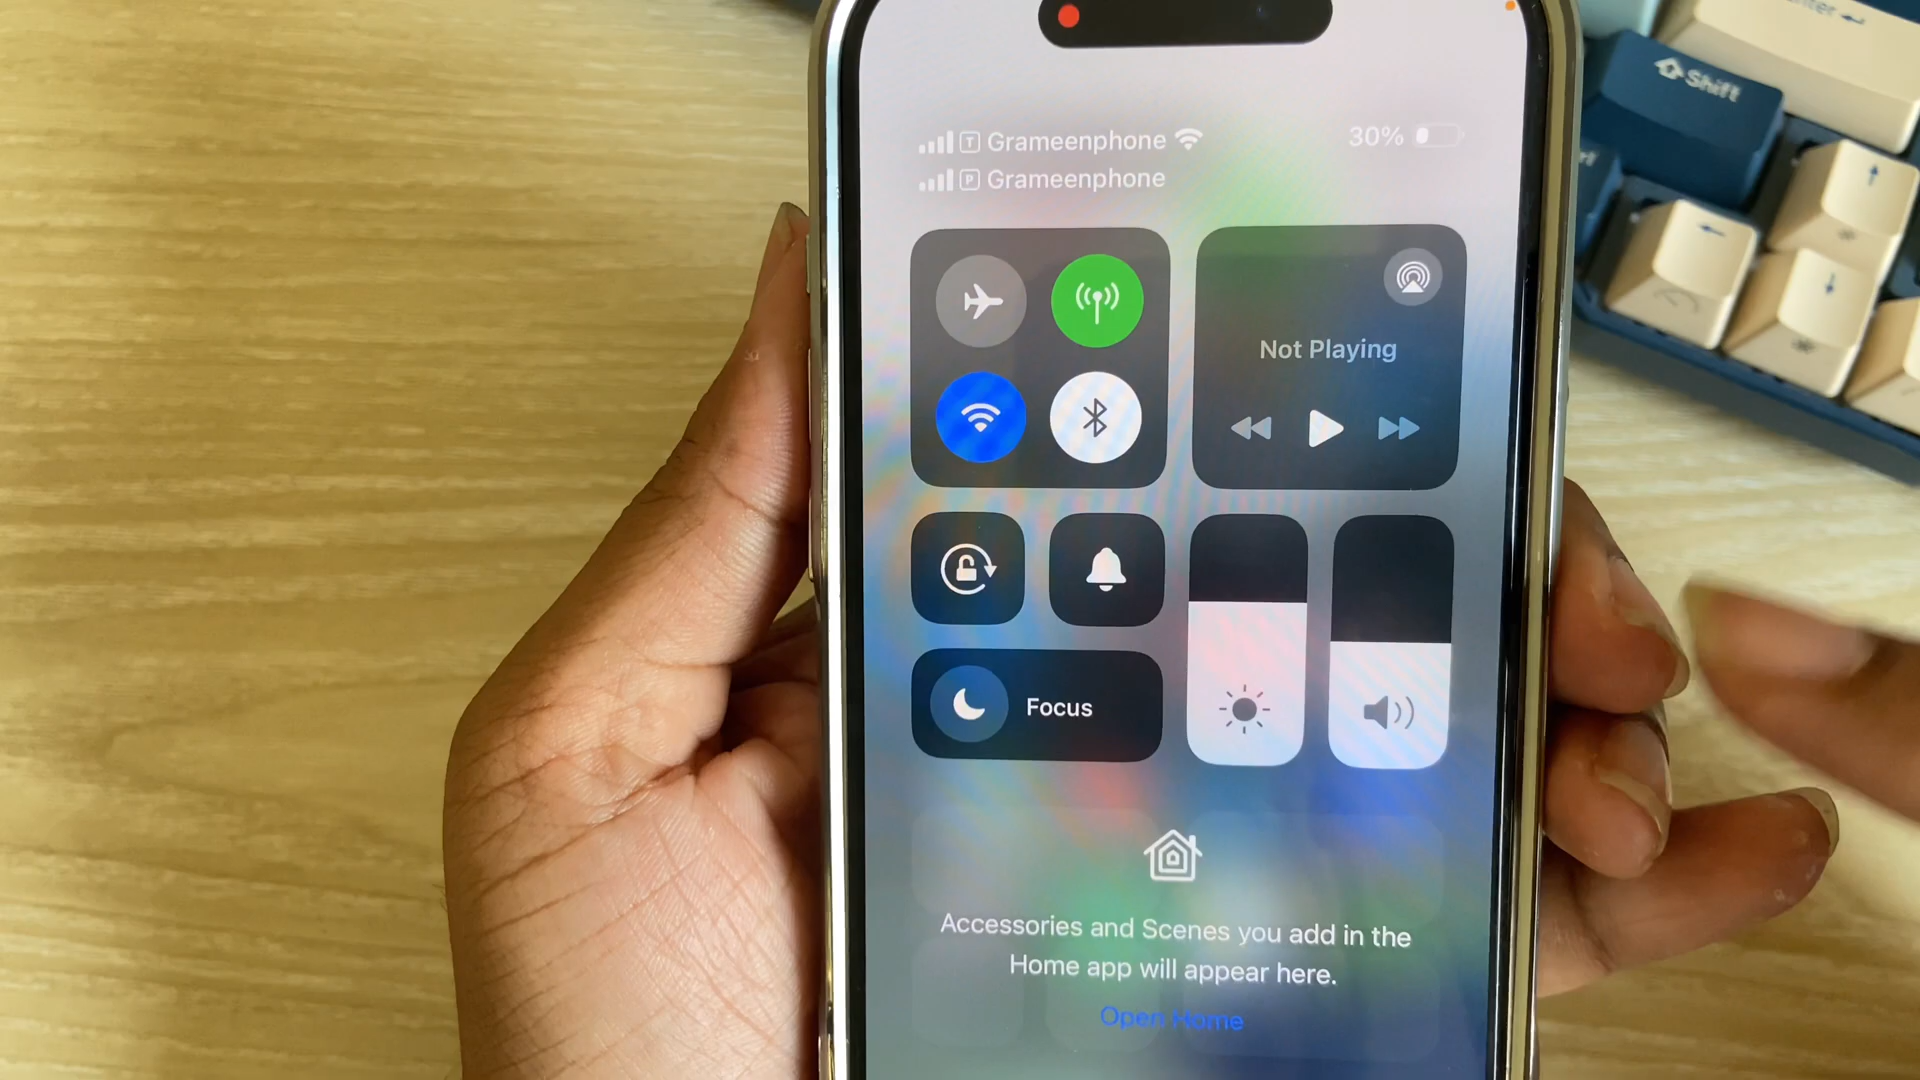 T Grameenphone
30%
P Grameenphone
Not Playing
Focus
Accessories and Scenes you add in the
Home app will appear here.
Open Home
Shift